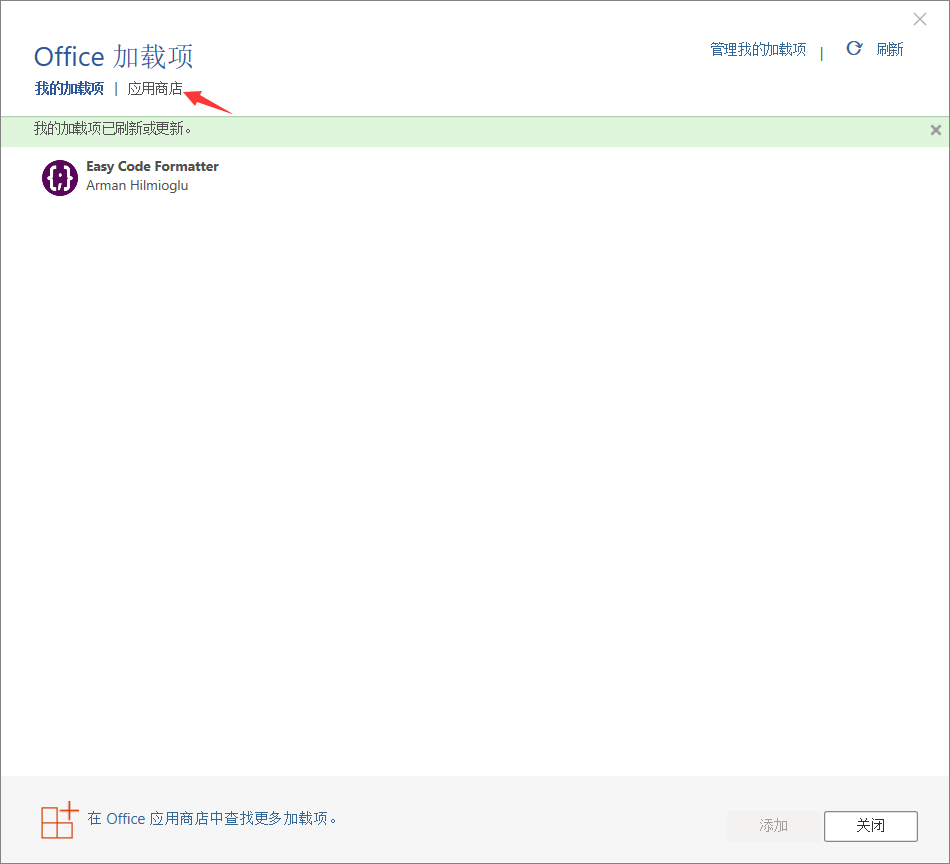 Office 加载项
管理我的加载项 | 刷新
我的加载项 | 应用商店
我的加载项已刷新或更新。
Easy Code Formatter
Arman Hilmioglu
在 Office 应用商店中查找更多加载项。
添加
关闭